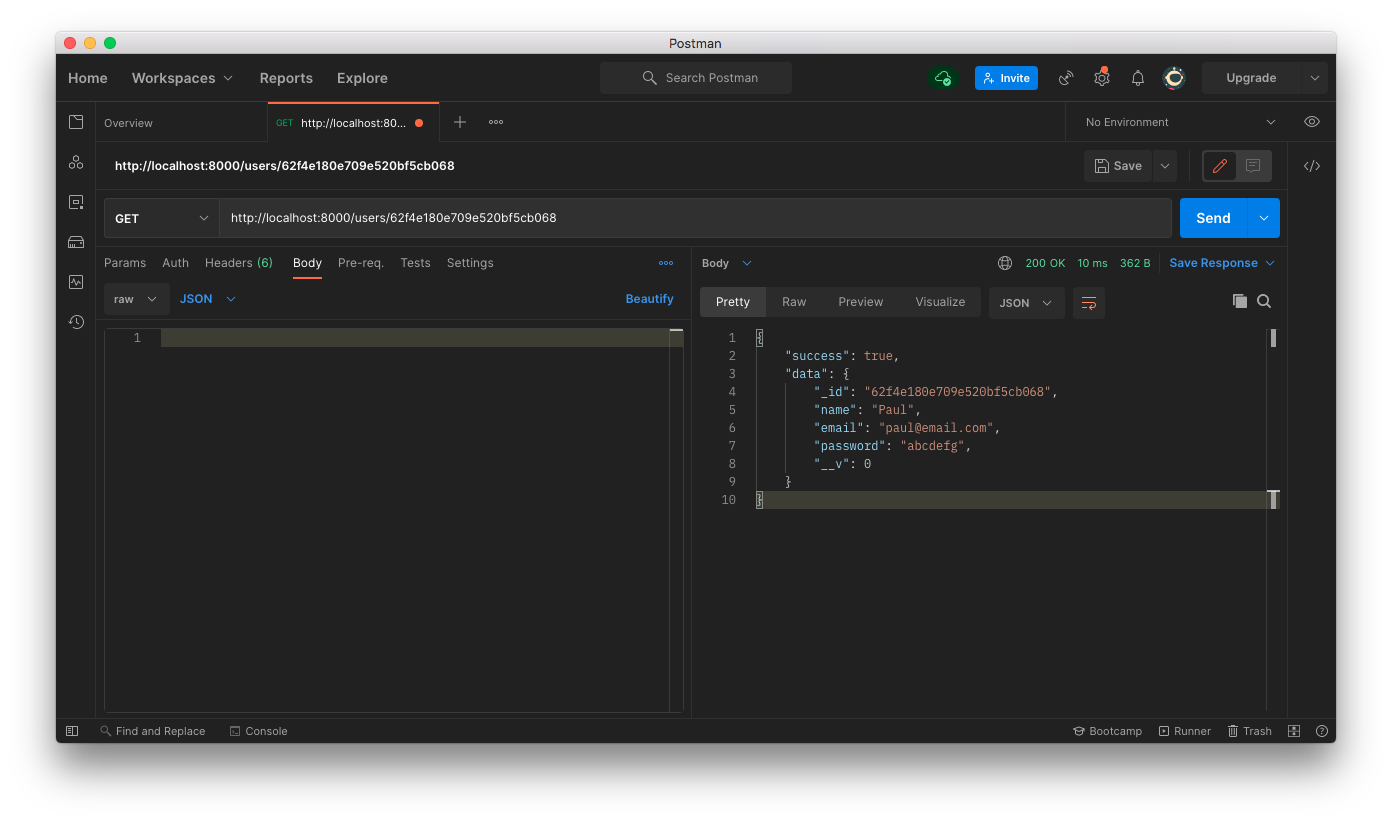 Postman
Home Workspaces Reports Explore Search Postman Invite Upgrade
Overview GET http://localhost:80... No Environment
http://localhost:8000/users/62f4e180e709e520bf5cb068 Save </>
GET http://localhost:8000/users/62f4e180e709e520bf5cb068 Send
Params Auth Headers (6) Body Pre-req. Tests Settings
raw JSON Beautify
1
Body 200 OK 10 ms 362 B Save Response
Pretty Raw Preview Visualize JSON
1 {
2 "success": true,
3 "data": {
4 "_id": "62f4e180e709e520bf5cb068",
5 "name": "Paul",
6 "email": "paul@email.com",
7 "password": "abcdefg",
8 "__v": 0
9 }
10 }
Find and Replace Console Bootcamp Runner Trash